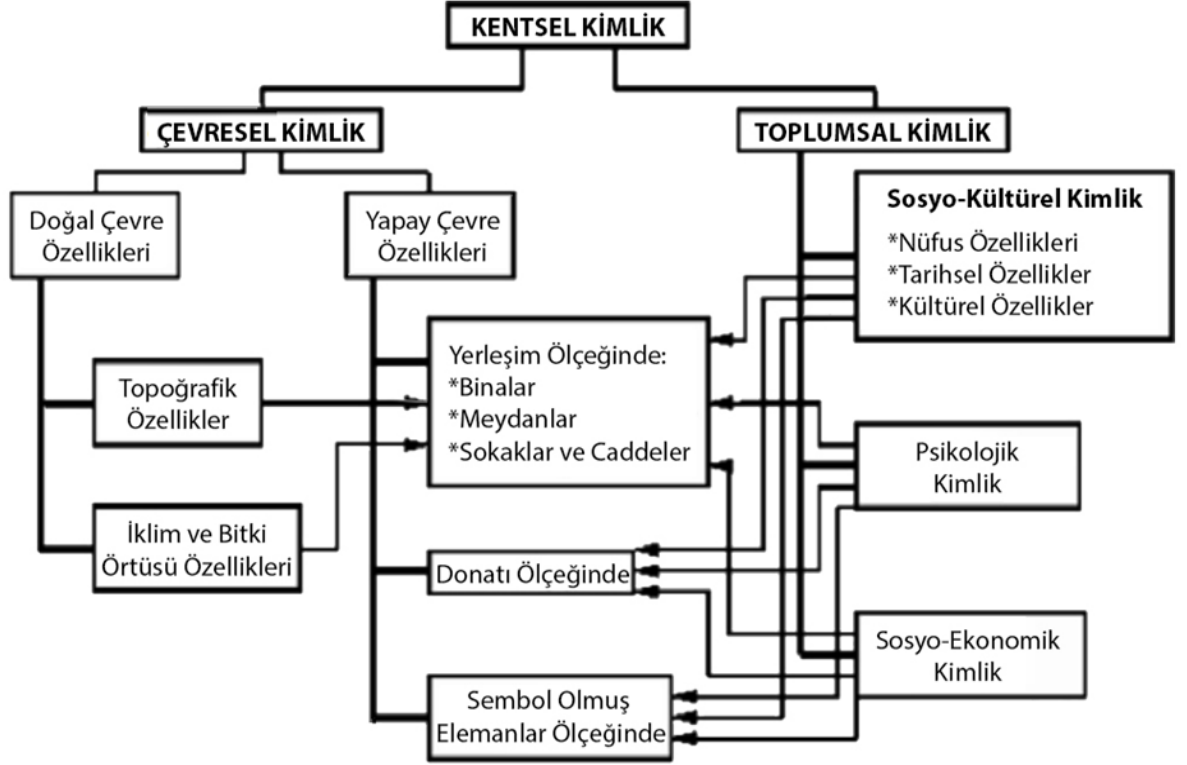 KENTSEL KİMLİK
ÇEVRESEL KİMLİK
TOPLUMSAL KİMLİK
Doğal Çevre
Özellikleri
Yapay Çevre
Özellikleri
Sosyo-Kültürel Kimlik
*Nüfus Özellikleri
*Tarihsel Özellikler
*Kültürel Özellikler
Topoğrafik
Özellikler
Yerleşim Ölçeğinde:
*Binalar
*Meydanlar
*Sokaklar ve Caddeler
Psikolojik
Kimlik
İklim ve Bitki
Örtüsü Özellikleri
Donatı Ölçeğinde
Sosyo-Ekonomik
Kimlik
Sembol Olmuş
Elemanlar Ölçeğinde